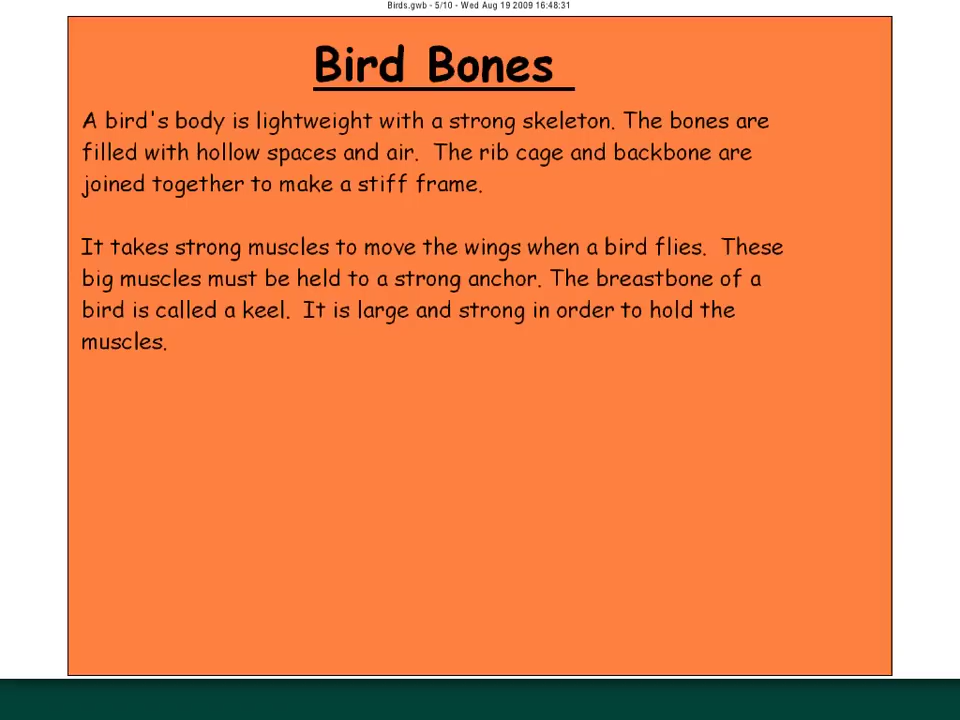 Birds.gwb - 5/10 - Wed Aug 19 2009 16:48:31
Bird Bones
A bird's body is lightweight with a strong skeleton. The bones are
filled with hollow spaces and air.  The rib cage and backbone are
joined together to make a stiff frame.
It takes strong muscles to move the wings when a bird flies.  These
big muscles must be held to a strong anchor. The breastbone of a
bird is called a keel.  It is large and strong in order to hold the
muscles.